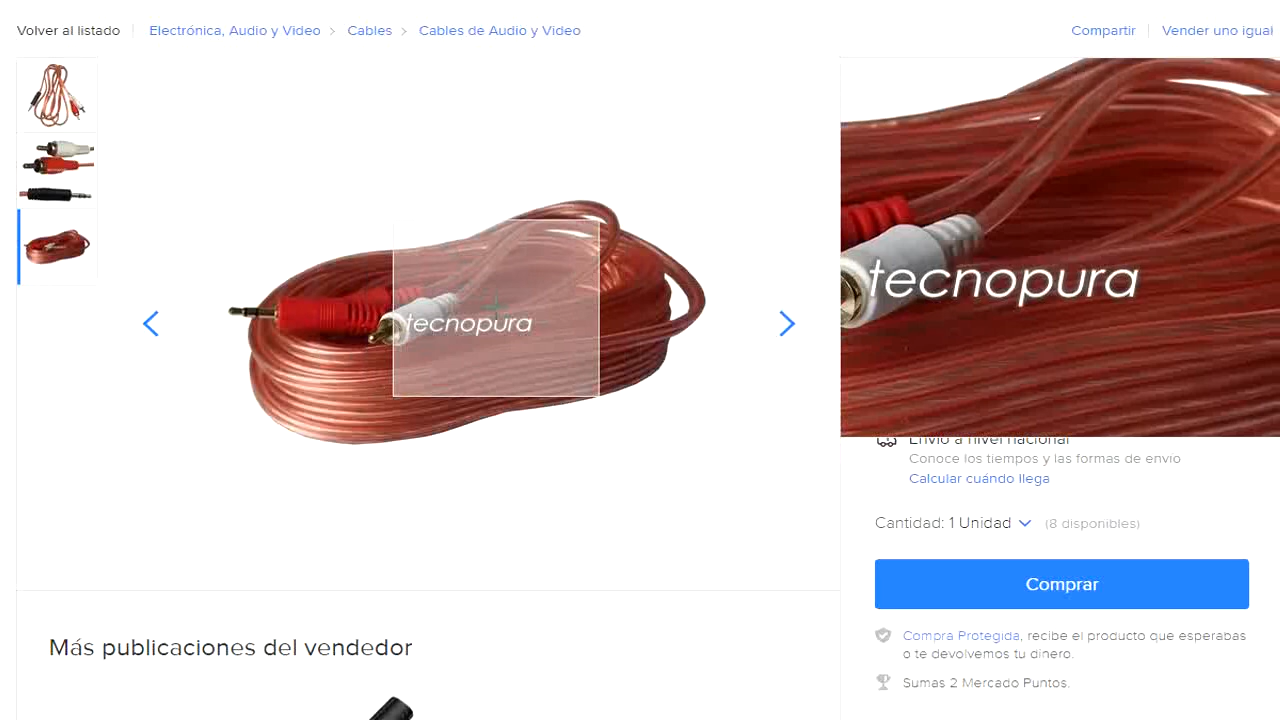 Volver al listado
Electrónica, Audio y Video > Cables > Cables de Audio y Video
Compartir
Vender uno igual
tecnopura
tecnopura
Envío a nivel nacional
Conoce los tiempos y las formas de envío
Calcular cuándo llega
Cantidad: 1 Unidad (8 disponibles)
Comprar
Compra Protegida, recibe el producto que esperabas
o te devolvemos tu dinero.
Sumas 2 Mercado Puntos.
Más publicaciones del vendedor